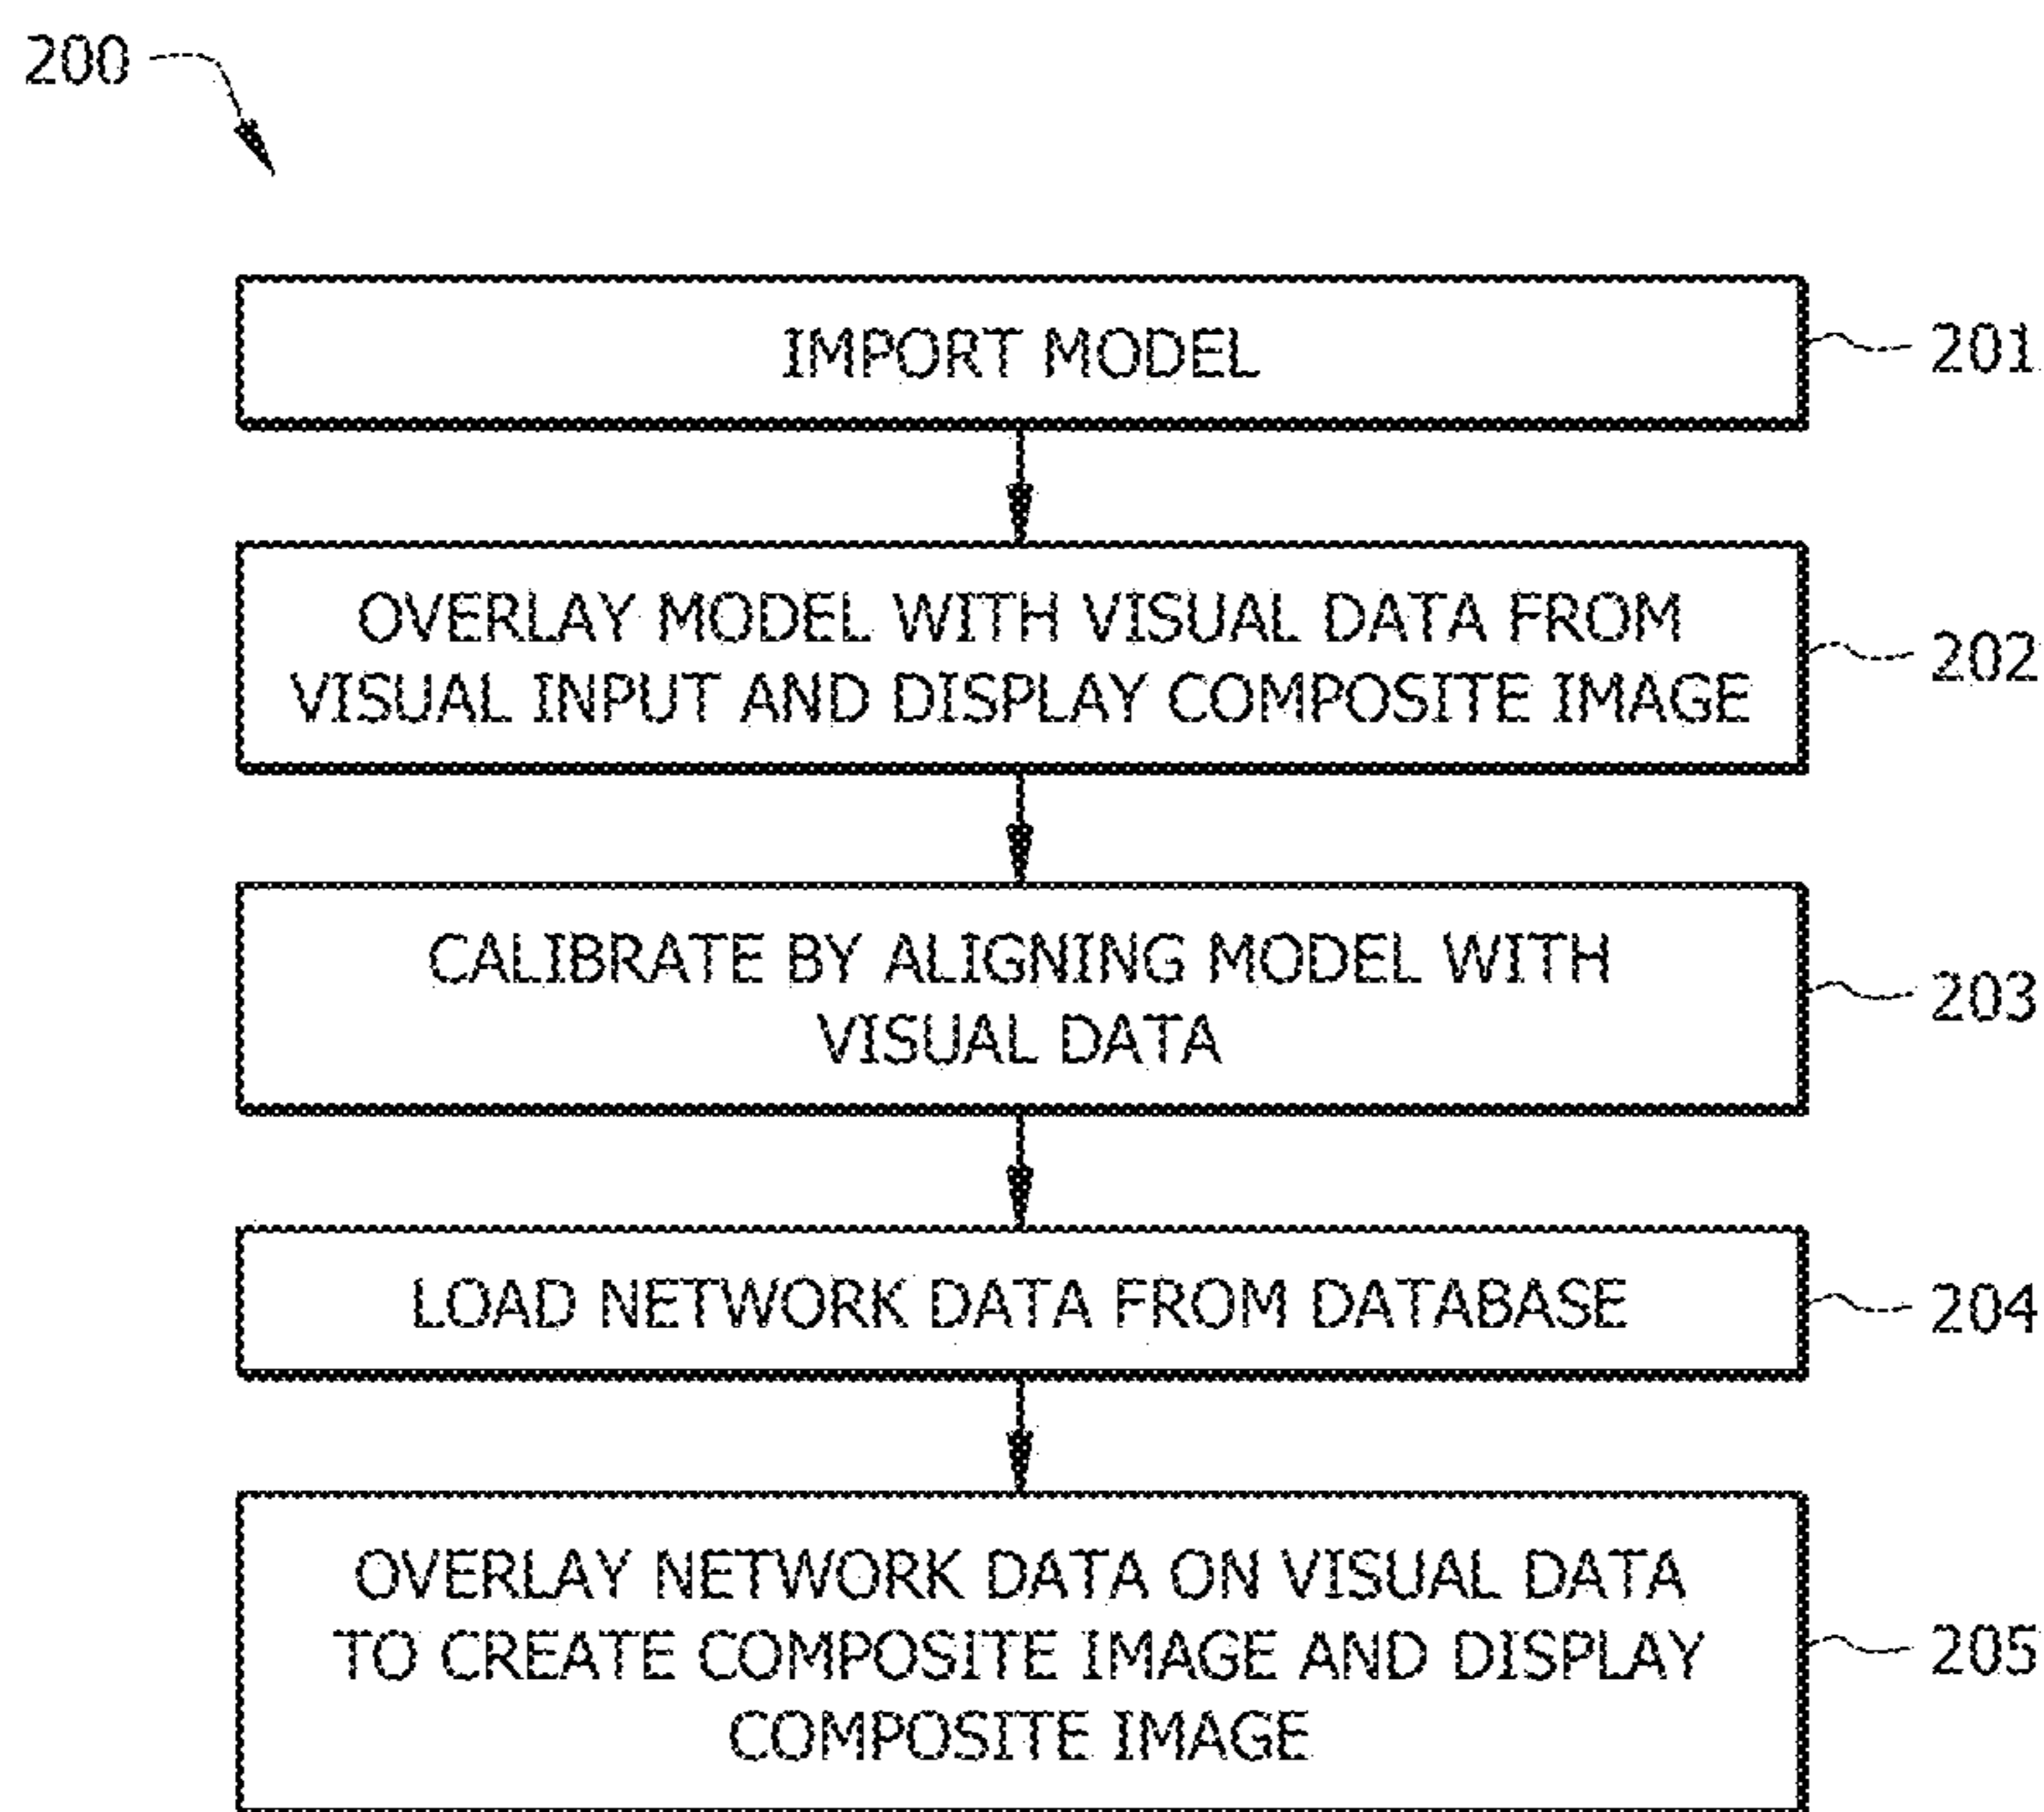 200
IMPORT MODEL
201
OVERLAY MODEL WITH VISUAL DATA FROM
VISUAL INPUT AND DISPLAY COMPOSITE IMAGE
202
CALIBRATE BY ALIGNING MODEL WITH
VISUAL DATA
203
LOAD NETWORK DATA FROM DATABASE
204
OVERLAY NETWORK DATA ON VISUAL DATA
TO CREATE COMPOSITE IMAGE AND DISPLAY
COMPOSITE IMAGE
205